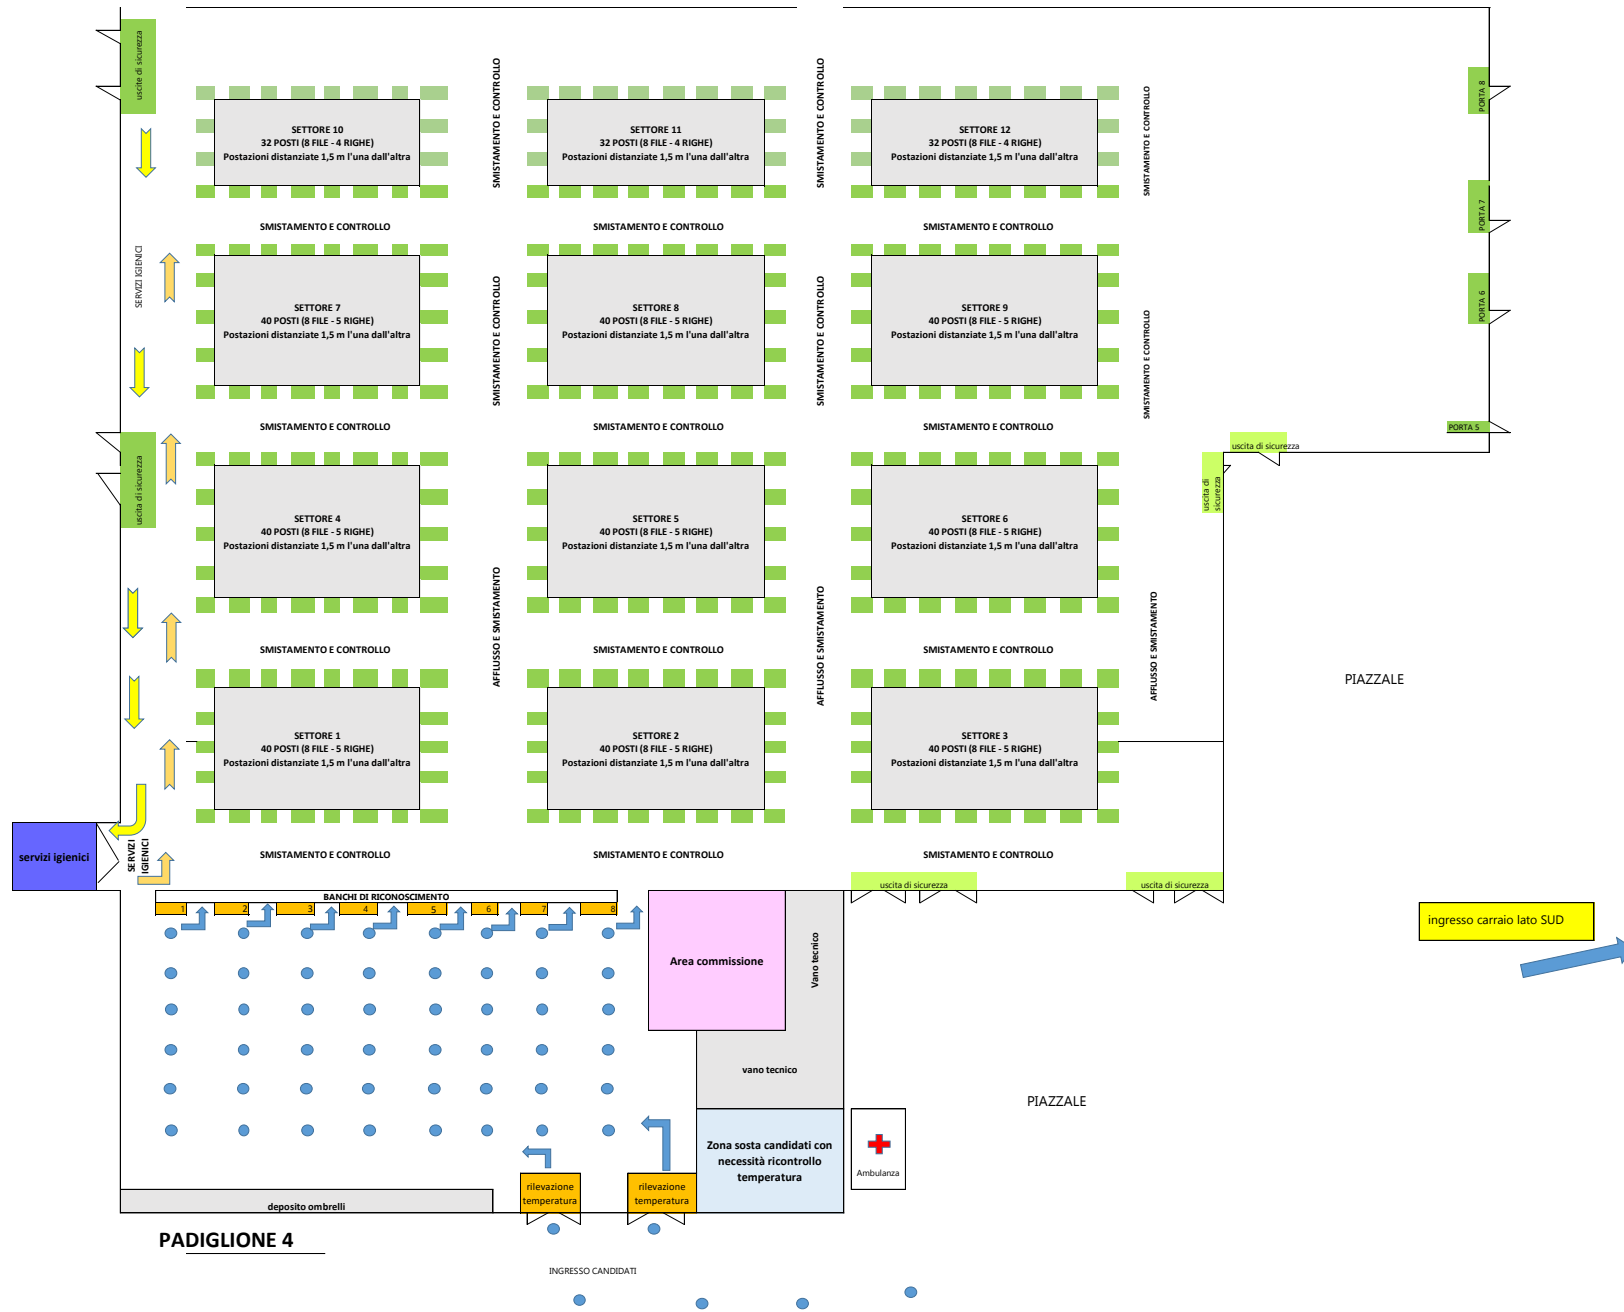 uscite di sicurezza
SMISTAMENTO E CONTROLLO
SMISTAMENTO E CONTROLLO
SMISTAMENTO E CONTROLLO
PORTA 8
SETTORE 10
32 POSTI (8 FILE - 4 RIGHE)
Postazioni distanziate 1,5 m l'una dall'altra
SETTORE 11
32 POSTI (8 FILE - 4 RIGHE)
Postazioni distanziate 1,5 m l'una dall'altra
SETTORE 12
32 POSTI (8 FILE - 4 RIGHE)
Postazioni distanziate 1,5 m l'una dall'altra
PORTA 7
SMISTAMENTO E CONTROLLO
SMISTAMENTO E CONTROLLO
SMISTAMENTO E CONTROLLO
SERVIZI IGIENICI
SMISTAMENTO E CONTROLLO
SMISTAMENTO E CONTROLLO
SMISTAMENTO E CONTROLLO
PORTA 6
SETTORE 7
40 POSTI (8 FILE - 5 RIGHE)
Postazioni distanziate 1,5 m l'una dall'altra
SETTORE 8
40 POSTI (8 FILE - 5 RIGHE)
Postazioni distanziate 1,5 m l'una dall'altra
SETTORE 9
40 POSTI (8 FILE - 5 RIGHE)
Postazioni distanziate 1,5 m l'una dall'altra
SMISTAMENTO E CONTROLLO
SMISTAMENTO E CONTROLLO
SMISTAMENTO E CONTROLLO
PORTA 5
uscita di sicurezza
uscita di sicurezza
uscita di
sicurezza
SETTORE 4
40 POSTI (8 FILE - 5 RIGHE)
Postazioni distanziate 1,5 m l'una dall'altra
SETTORE 5
40 POSTI (8 FILE - 5 RIGHE)
Postazioni distanziate 1,5 m l'una dall'altra
SETTORE 6
40 POSTI (8 FILE - 5 RIGHE)
Postazioni distanziate 1,5 m l'una dall'altra
AFFLUSSO E SMISTAMENTO
AFFLUSSO E SMISTAMENTO
AFFLUSSO E SMISTAMENTO
SMISTAMENTO E CONTROLLO
SMISTAMENTO E CONTROLLO
SMISTAMENTO E CONTROLLO
PIAZZALE
SETTORE 1
40 POSTI (8 FILE - 5 RIGHE)
Postazioni distanziate 1,5 m l'una dall'altra
SETTORE 2
40 POSTI (8 FILE - 5 RIGHE)
Postazioni distanziate 1,5 m l'una dall'altra
SETTORE 3
40 POSTI (8 FILE - 5 RIGHE)
Postazioni distanziate 1,5 m l'una dall'altra
servizi igienici
SERVIZI
IGIENICI
SMISTAMENTO E CONTROLLO
SMISTAMENTO E CONTROLLO
SMISTAMENTO E CONTROLLO
uscita di sicurezza
uscita di sicurezza
BANCHI DI RICONOSCIMENTO
1 2 3 4 5 6 7 8
ingresso carraio lato SUD
Area commissione
Vano tecnico
vano tecnico
PIAZZALE
Zona sosta candidati con
necessità ricontrollo
temperatura
Ambulanza
rilevazione
temperatura
rilevazione
temperatura
deposito ombrelli
PADIGLIONE 4
INGRESSO CANDIDATI